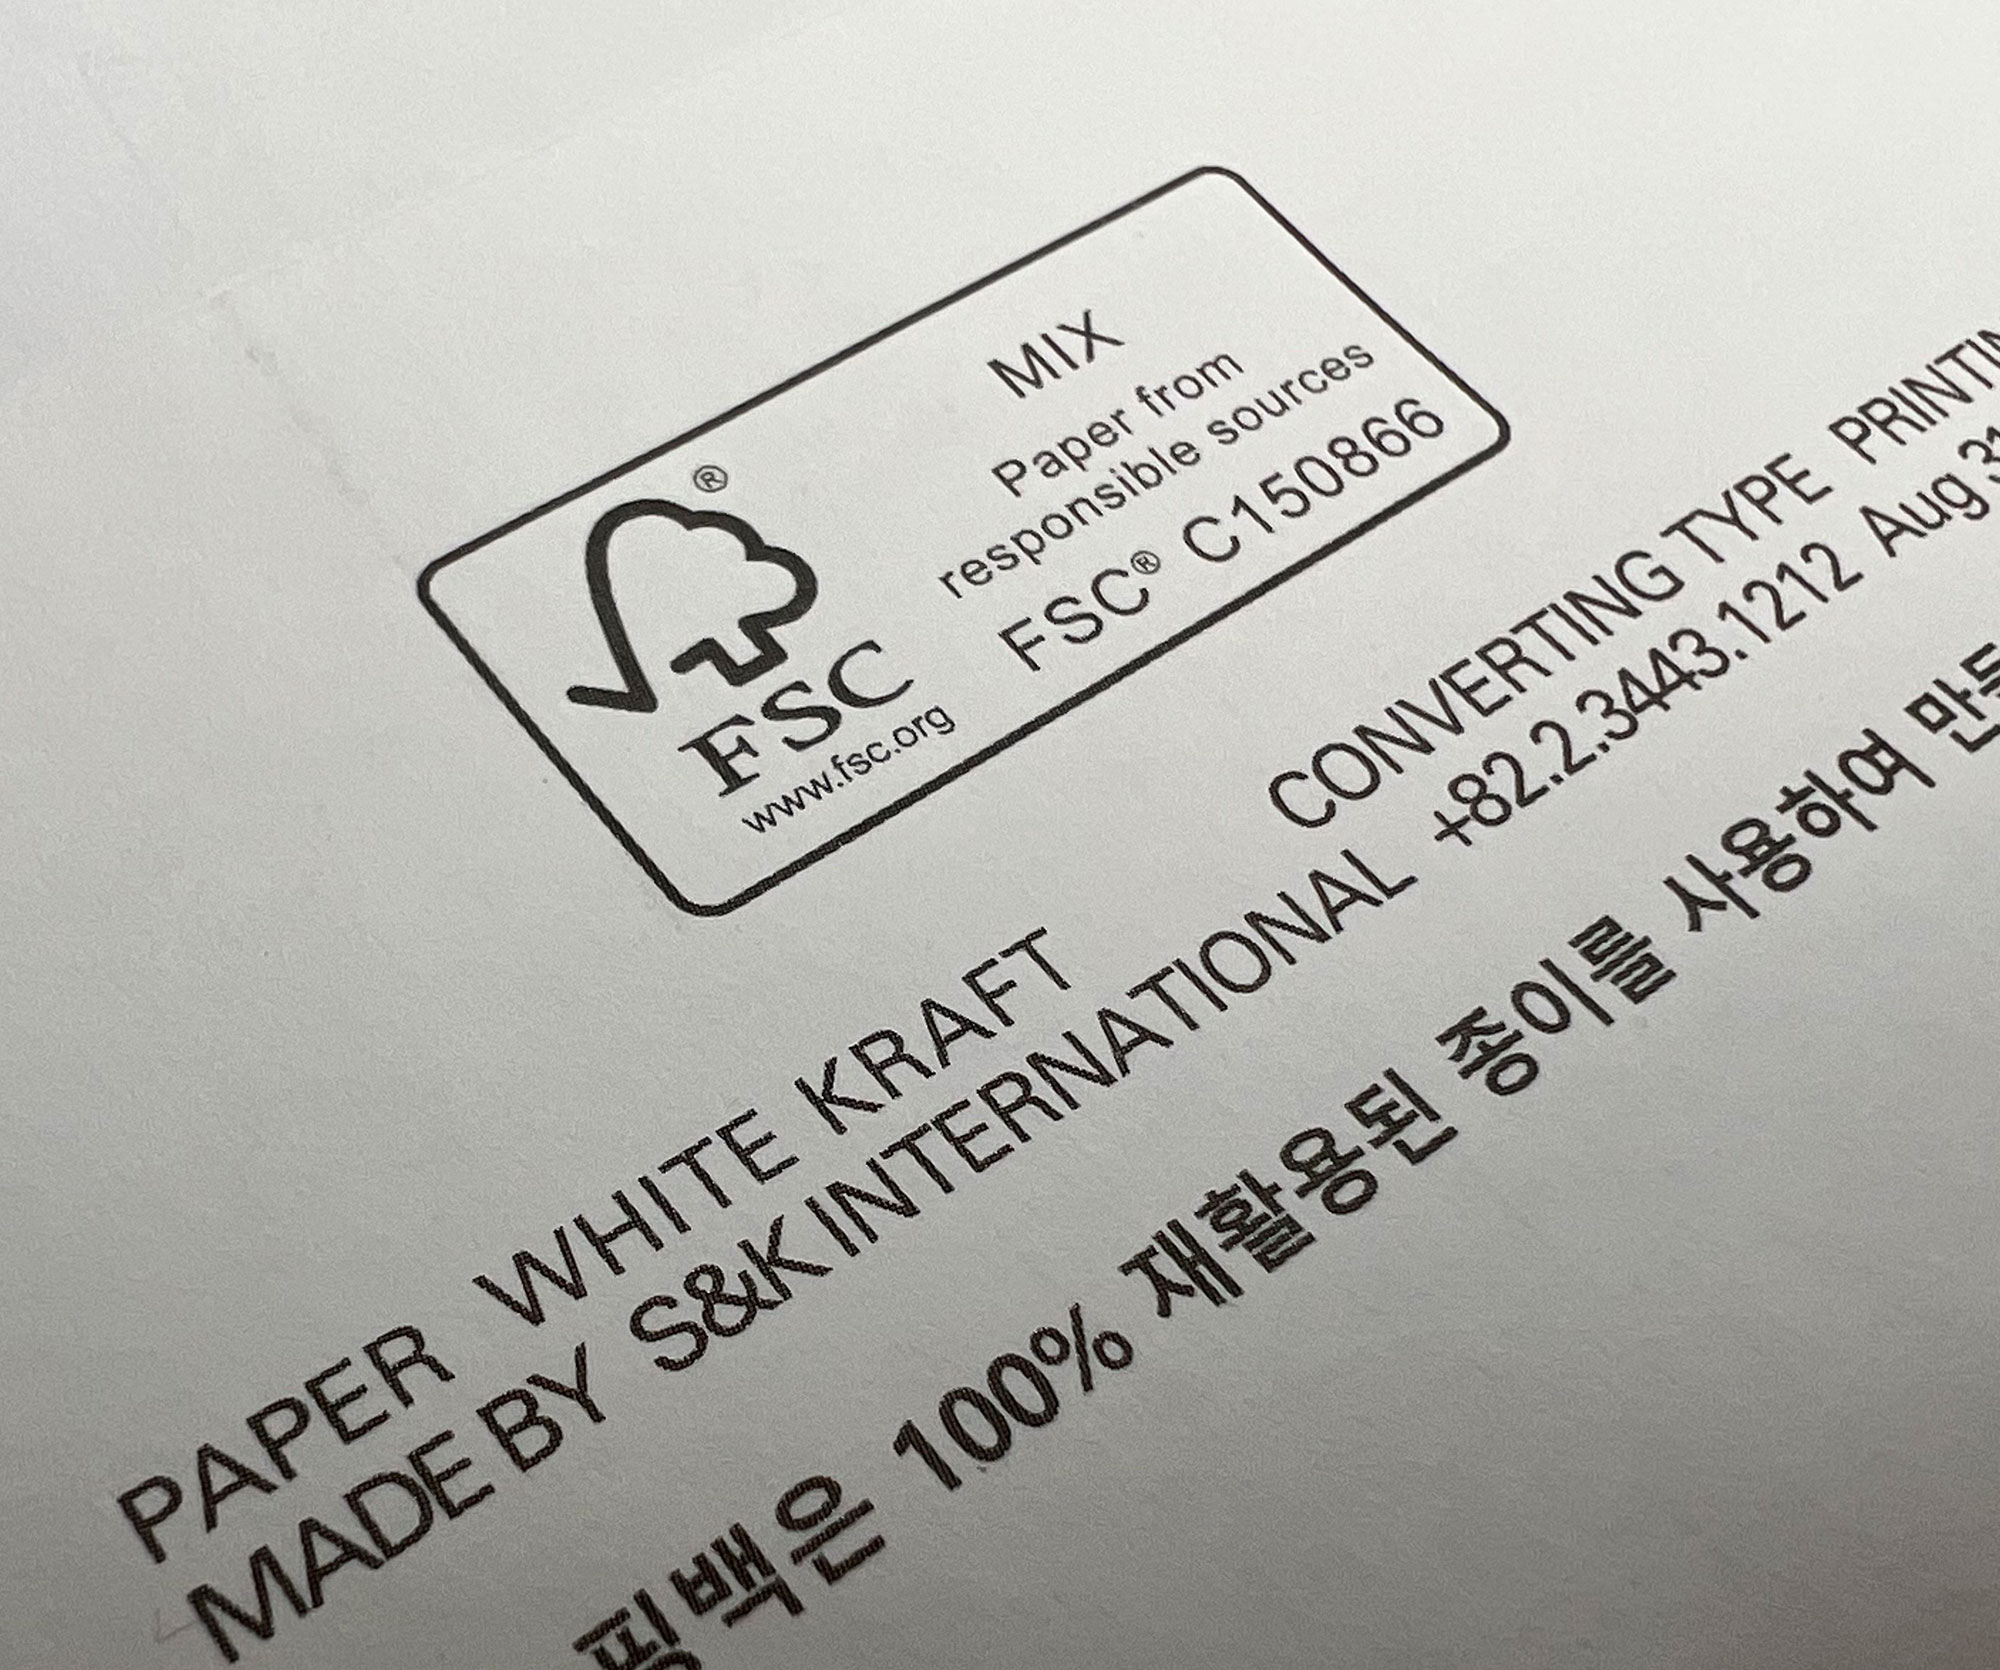 ®
FSC
www.fsc.org
MIX
Paper from
responsible sources
FSC® C150866
PAPER WHITE KRAFT CONVERTING TYPE
MADE BY S&K INTERNATIONAL +82.2.3443.1212 Aug
핑백은 100% 재활용된 종이를 사용하여